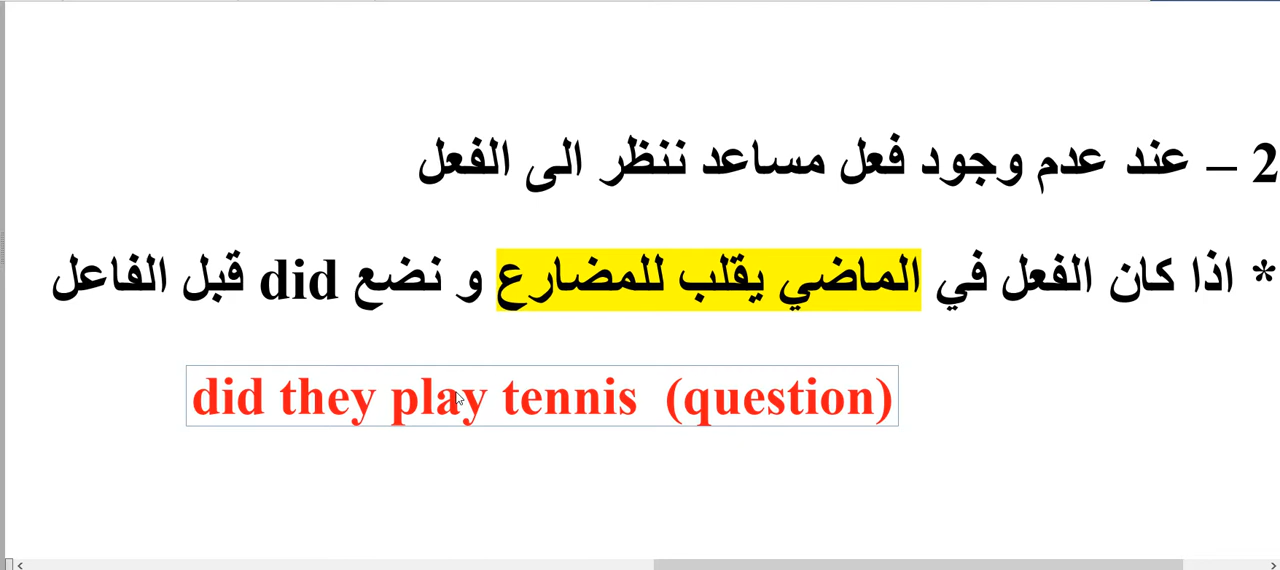 2 – عند عدم وجود فعل مساعد ننظر الى الفعل
* اذا كان الفعل في الماضي يقلب للمضارع و نضع did قبل الفاعل
did they play tennis (question)